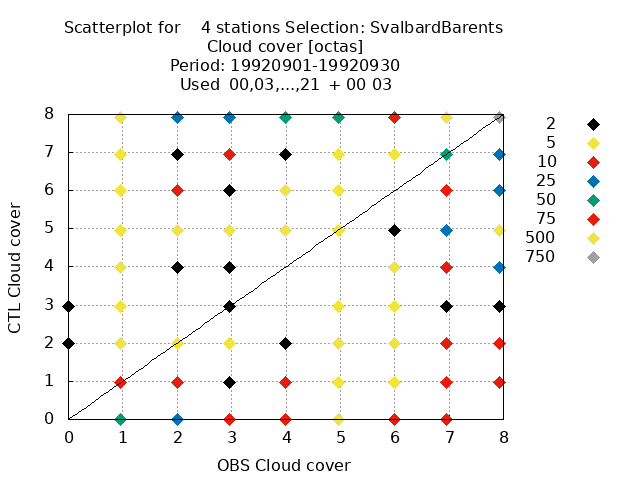 Scatterplot for    4 stations Selection: SvalbardBarents
Cloud cover [octas]
Period: 19920901-19920930
Used 00,03,...,21 + 00 03
8
7
6
5
4
3
2
1
0
CTL Cloud cover
0 1 2 3 4 5 6 7 8
OBS Cloud cover
2
5
10
25
50
75
500
750